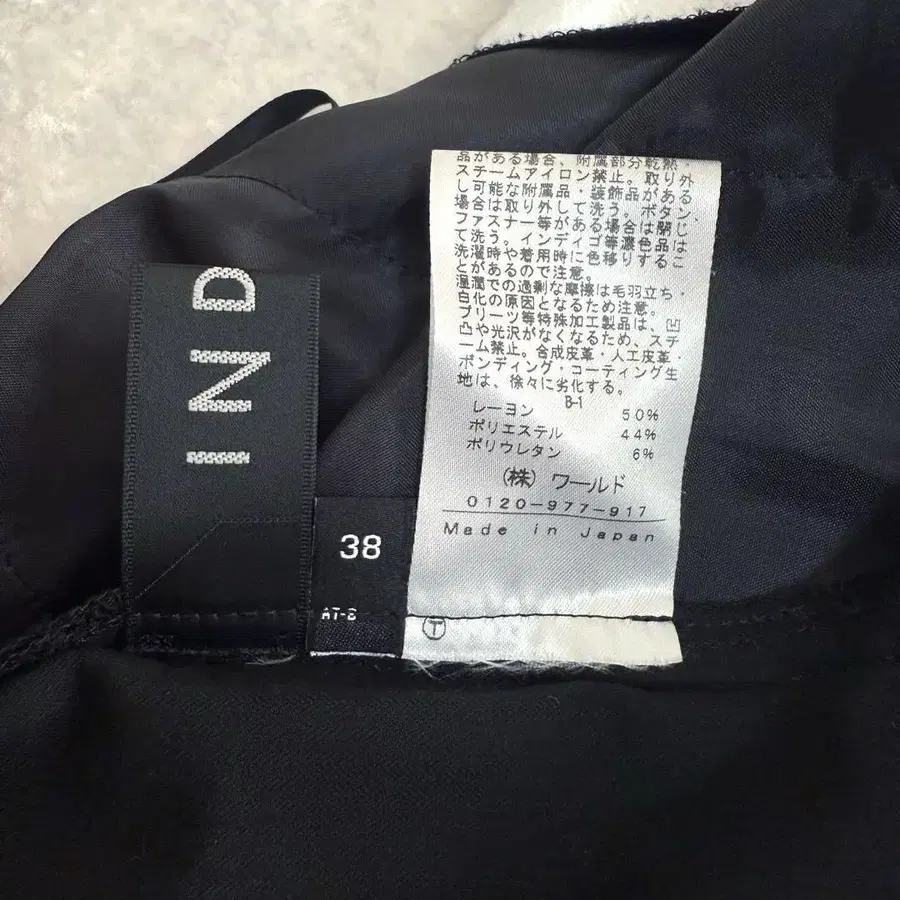 IND
38
AT-B
品がある場合、附属部分乾熱・
スチームアイロン禁止。取り外
し可能な附属品・装飾品がある
場合は取り外して洗う。ボタン、
ファスナー等がある場合は閉じ
て洗う。インディゴ等濃色品は
洗濯時や着用時に色移りするこ
とがあるので注意。
湿潤での過剰な摩擦は毛羽立ち・
白化の原因となるため注意。
プリーツ等特殊加工製品は、凹
凸や光沢がなくなるため、スチ
ーム禁止。合成皮革・人工皮革・
ボンディング・コーティング生
地は、徐々に劣化する。
B-1
レーヨン 50%
ポリエステル 44%
ポリウレタン 6%
(株) ワールド
0120-977-917
Made in Japan
Ⓣ